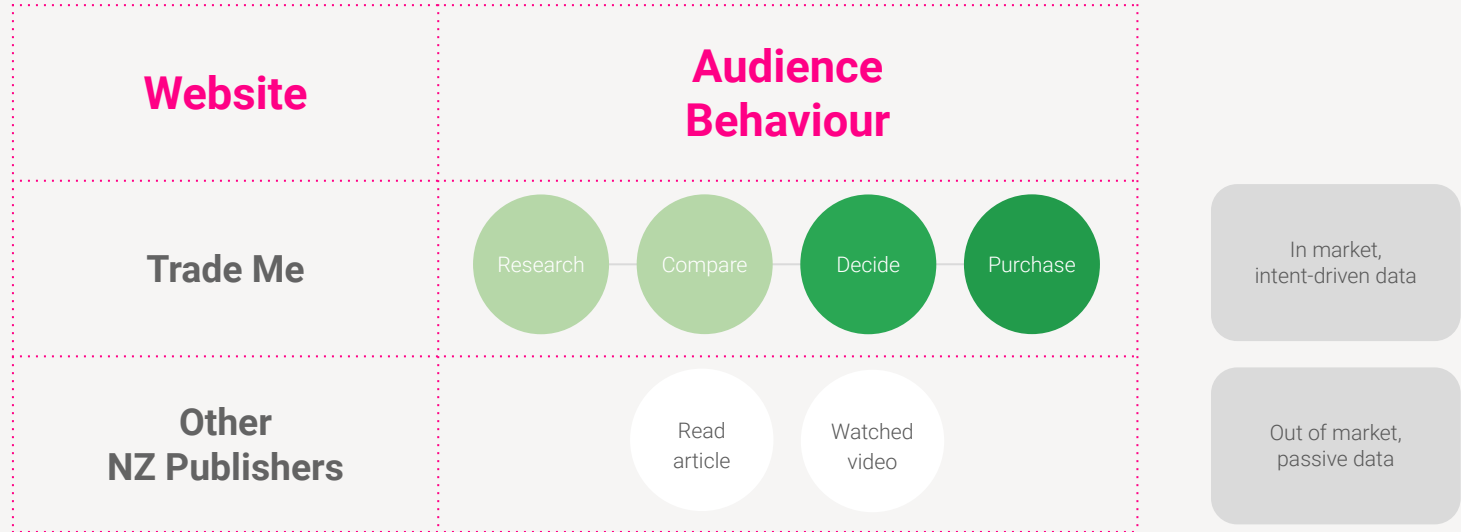 Website
Audience
Behaviour
Trade Me
Research
Compare
Decide
Purchase
In market,
intent-driven data
Other
NZ Publishers
Read
article
Watched
video
Out of market,
passive data